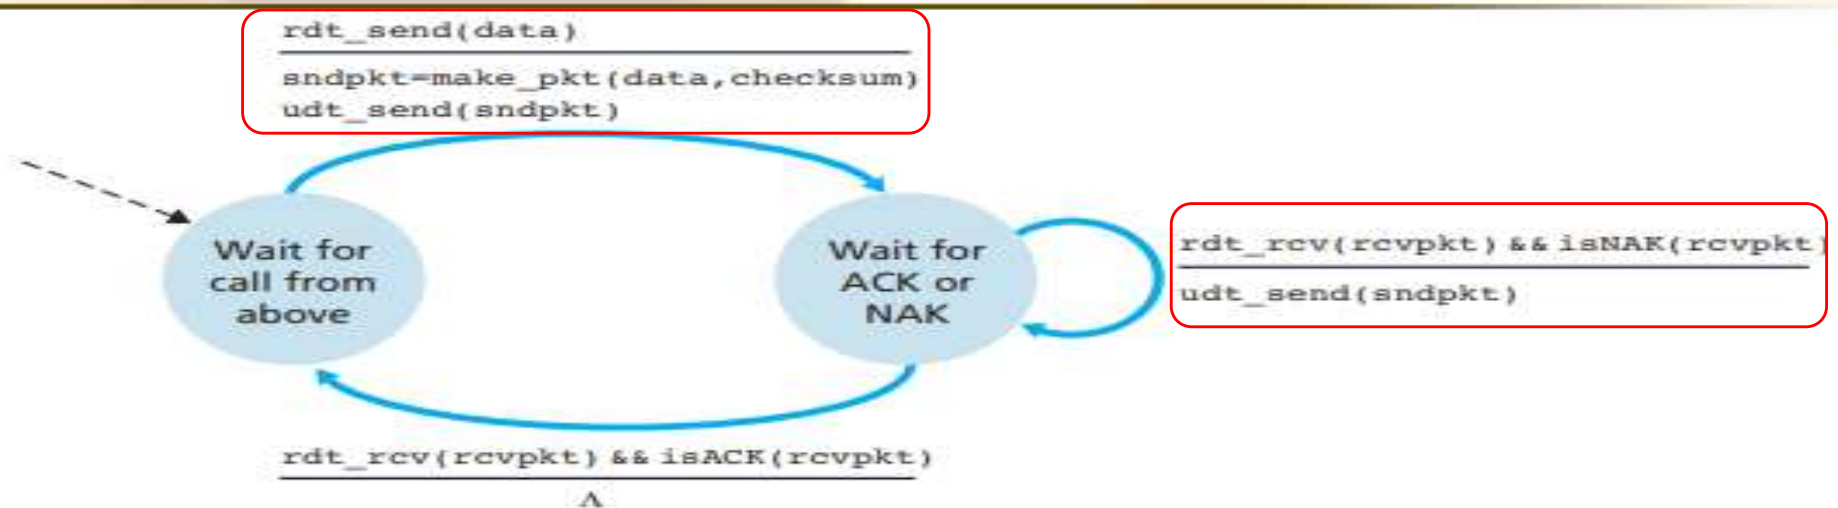 rdt_send(data)
sndpkt=make_pkt(data,checksum)
udt_send(sndpkt)
Wait for
call from
above
Wait for
ACK or
NAK
rdt_rcv(rcvpkt)&&isNAK(rcvpkt)
udt_send(sndpkt)
rdt_rcv(rcvpkt)&&isACK(rcvpkt)
Λ